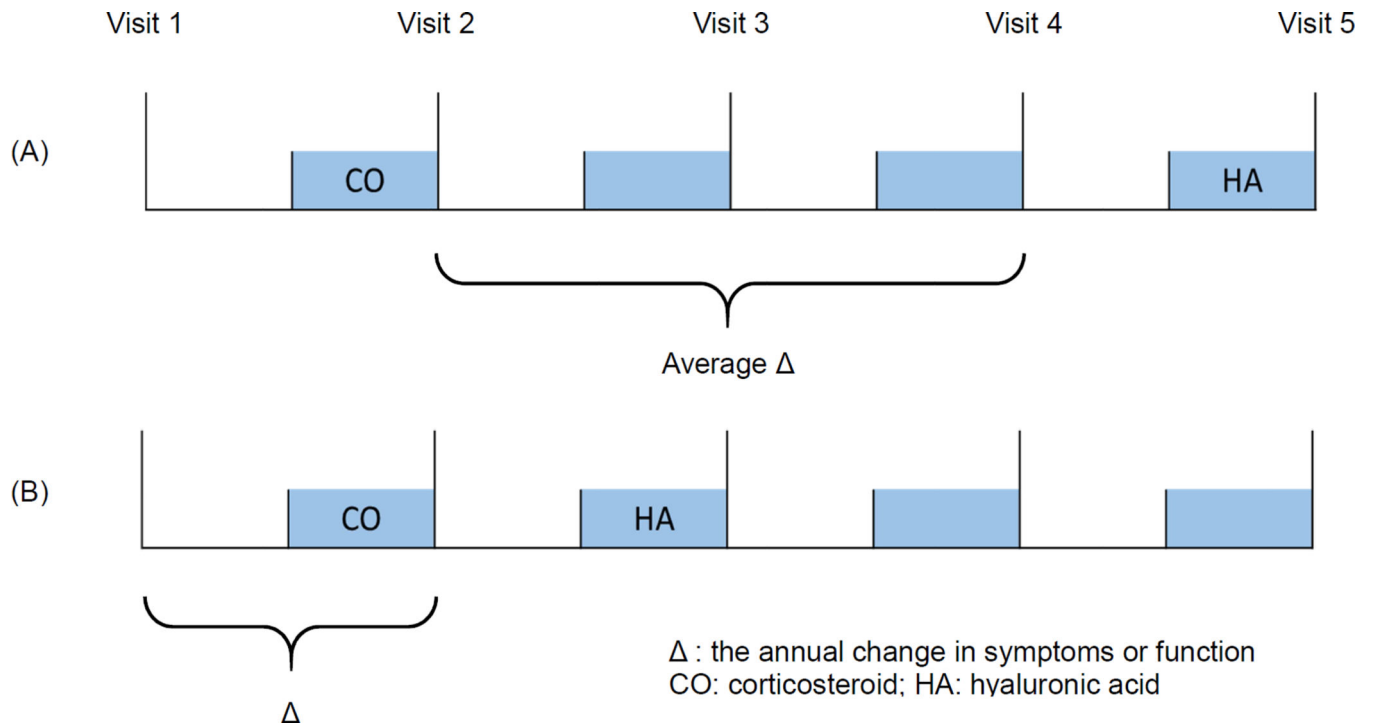 Visit 1 Visit 2 Visit 3 Visit 4 Visit 5
(A)
CO HA
Average Δ
(B)
CO HA
Δ : the annual change in symptoms or function
CO: corticosteroid; HA: hyaluronic acid
Δ